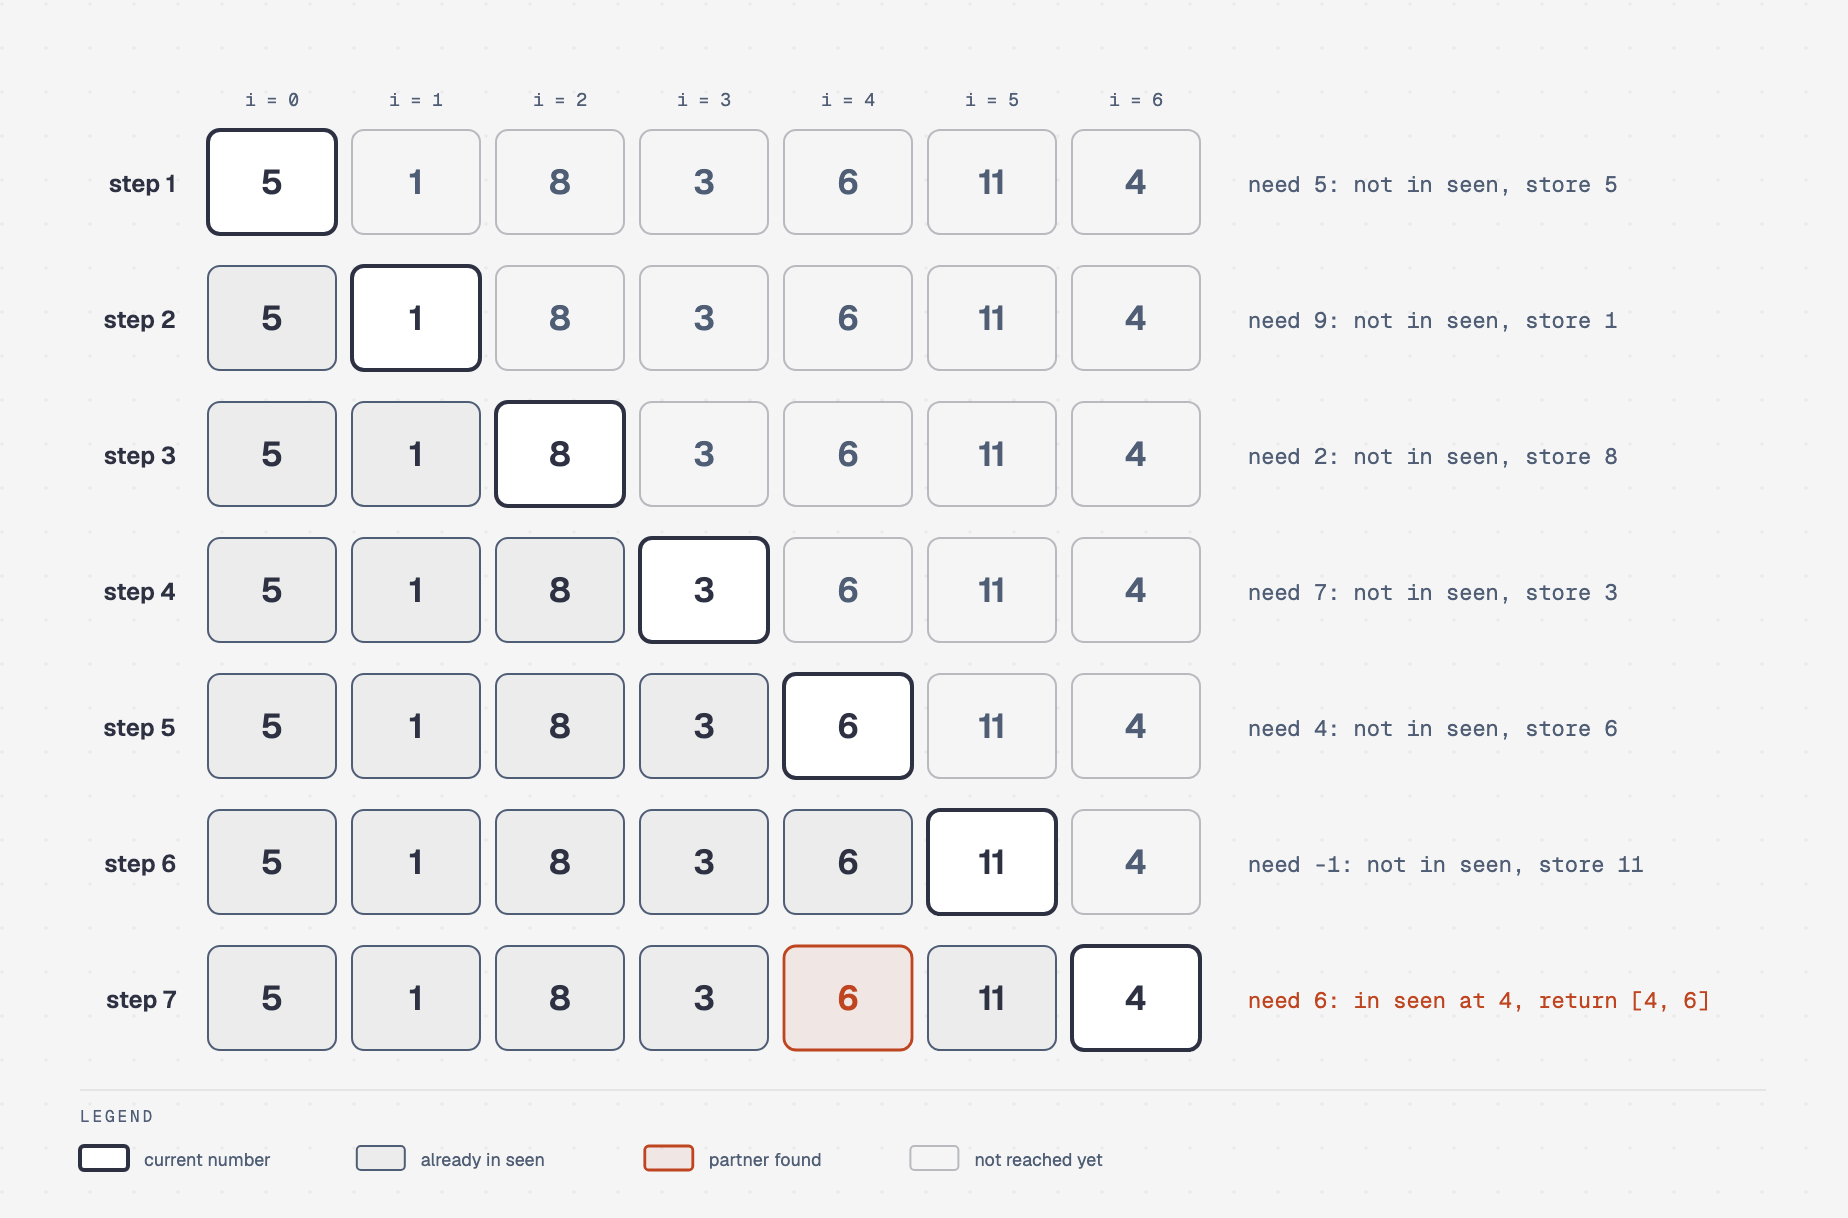 i = 0 i = 1 i = 2 i = 3 i = 4 i = 5 i = 6
step 1 5 1 8 3 6 11 4 need 5: not in seen, store 5
step 2 5 1 8 3 6 11 4 need 9: not in seen, store 1
step 3 5 1 8 3 6 11 4 need 2: not in seen, store 8
step 4 5 1 8 3 6 11 4 need 7: not in seen, store 3
step 5 5 1 8 3 6 11 4 need 4: not in seen, store 6
step 6 5 1 8 3 6 11 4 need -1: not in seen, store 11
step 7 5 1 8 3 6 11 4 need 6: in seen at 4, return [4, 6]
LEGEND
current number already in seen partner found not reached yet